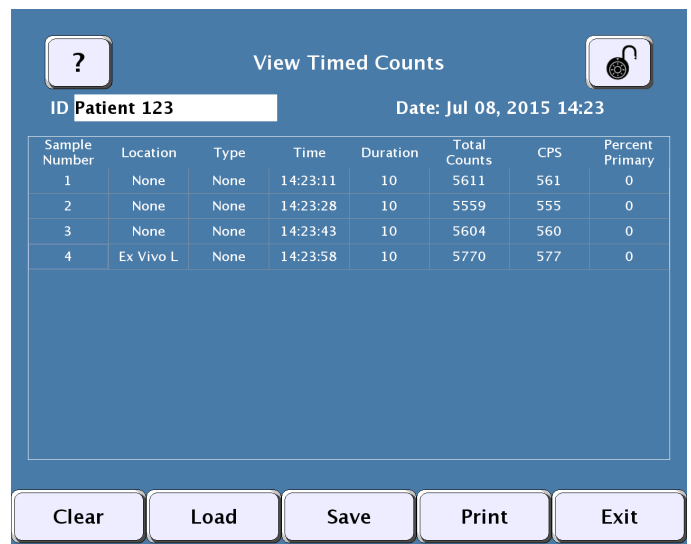 ?
View Timed Counts
ID Patient 123
Date: Jul 08, 2015 14:23
Sample Number Location Type Time Duration Total Counts CPS Percent Primary
1 None None 14:23:11 10 5611 561 0
2 None None 14:23:28 10 5559 555 0
3 None None 14:23:43 10 5604 560 0
4 Ex Vivo L None 14:23:58 10 5770 577 0
Clear Load Save Print Exit